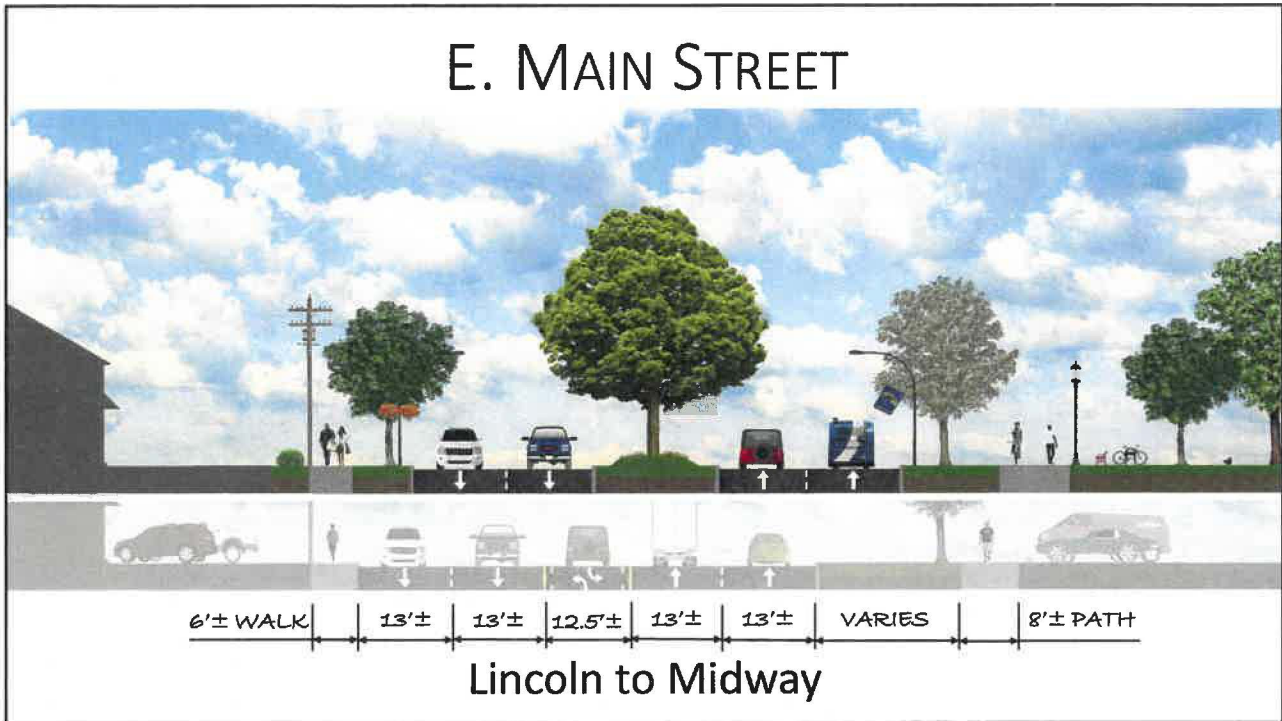 E. MAIN STREET
6'± WALK 13'± 13'± 12.5'± 13'± 13'± VARIES 8'± PATH
Lincoln to Midway